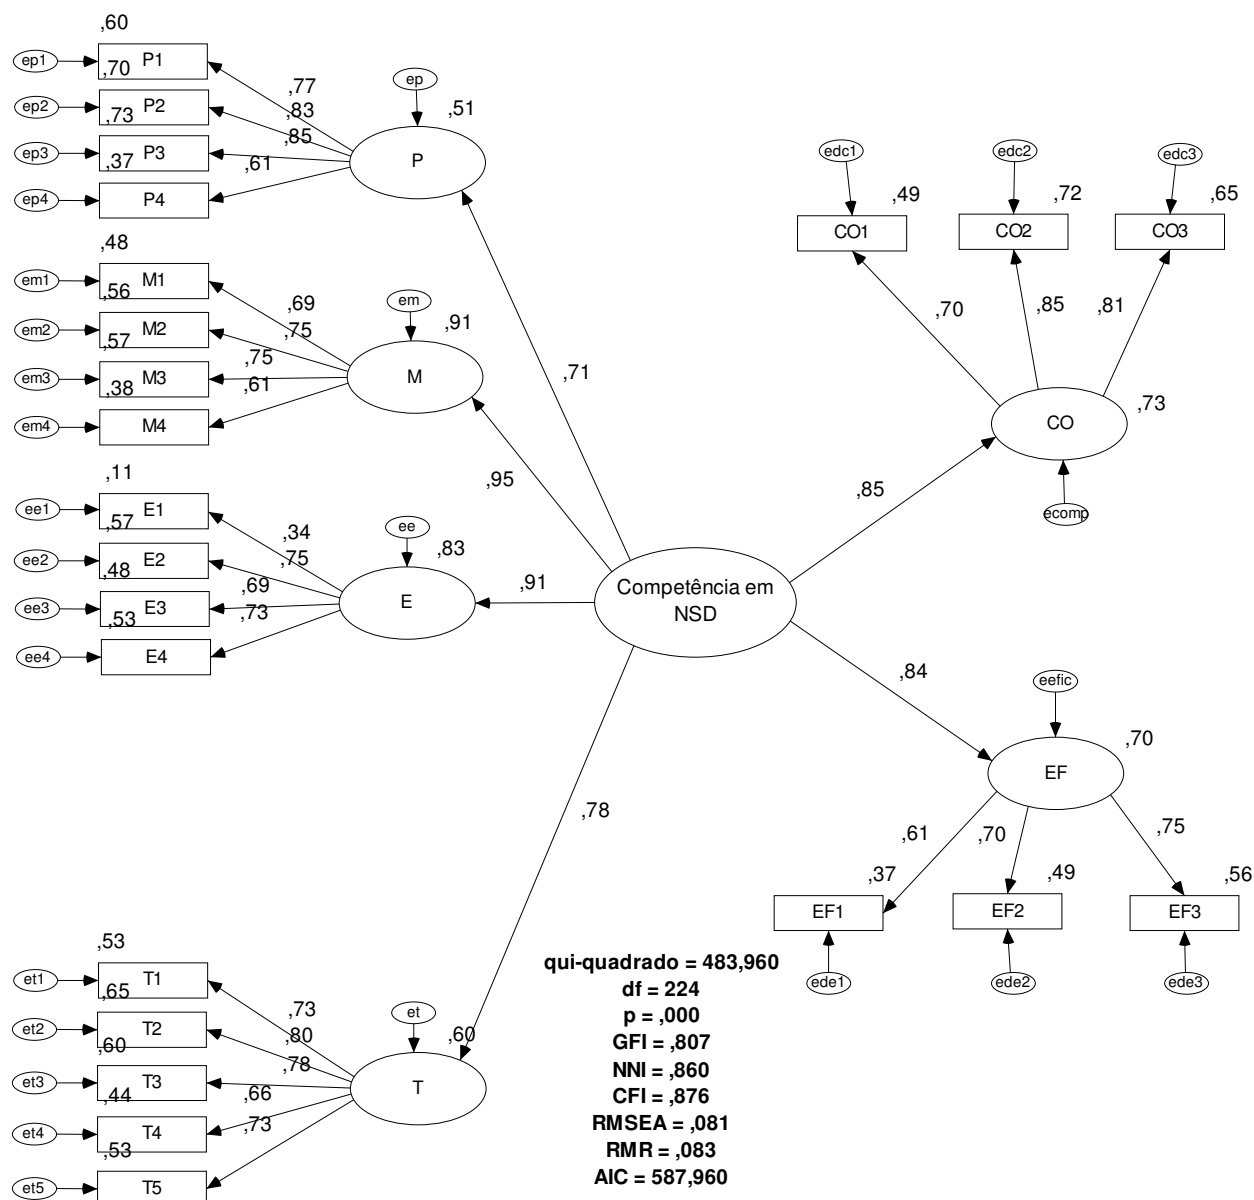 ,60
ep1
P1
,70
ep2
P2
,73
ep3
P3
,37
ep4
P4
,77
,83
,85
,61
ep
,51
P
,48
em1
M1
,56
em2
M2
,57
em3
M3
,38
em4
M4
,69
,75
,75
,61
em
,91
M
,11
ee1
E1
,57
ee2
E2
,48
ee3
E3
,53
ee4
E4
,34
,75
,69
,73
ee
,83
E
,71
,95
,91
,78
Competência em
NSD
,85
,84
edc1
edc2
edc3
,49
,72
,65
CO1
CO2
CO3
,70
,85
,81
CO
,73
ecomp
eefic
,70
EF
,61
,70
,75
,37
,49
,56
EF1
EF2
EF3
ede1
ede2
ede3
,53
et1
T1
,65
et2
T2
,60
et3
T3
,44
et4
T4
,53
et5
T5
,73
,80
,78
,66
,73
et
,60
T
qui-quadrado = 483,960
df = 224
p = ,000
GFI = ,807
NNI = ,860
CFI = ,876
RMSEA = ,081
RMR = ,083
AIC = 587,960